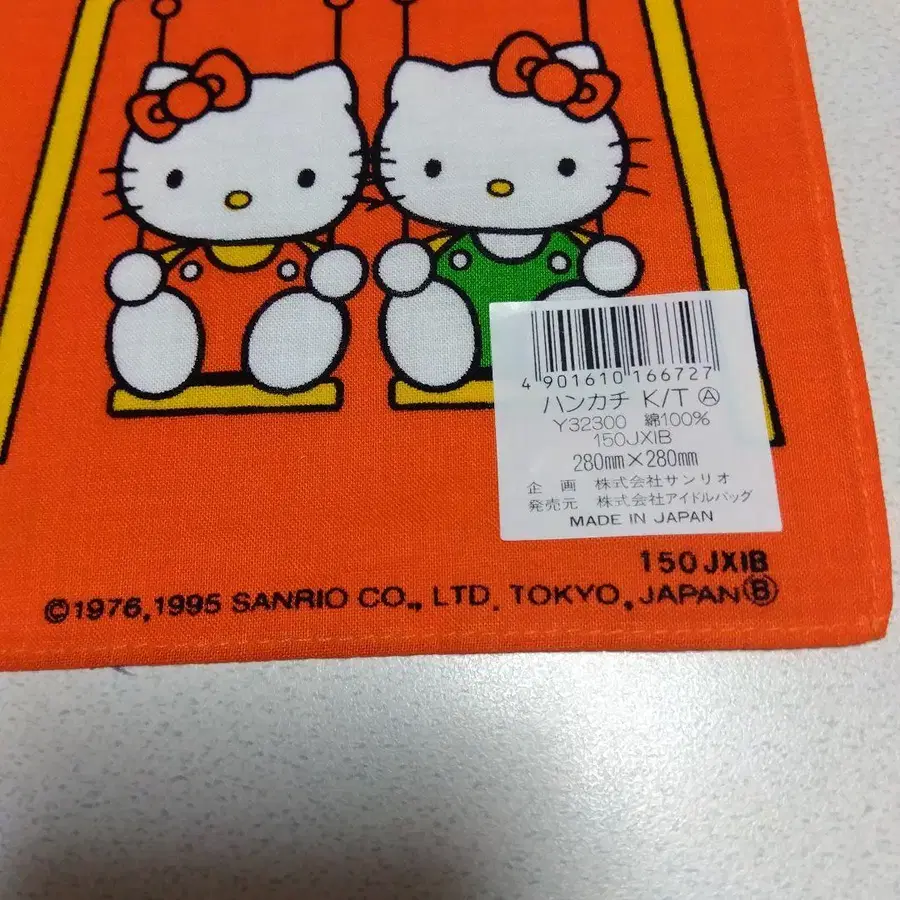 4 901610 166727
ハンカチ K/T Ⓐ
Y32300 綿100%
150JXIB
280mm×280mm
企 画 株式会社サンリオ
発売元 株式会社アイドルバッグ
MADE IN JAPAN
150 JXIB
©1976,1995 SANRIO CO., LTD. TOKYO, JAPAN Ⓑ